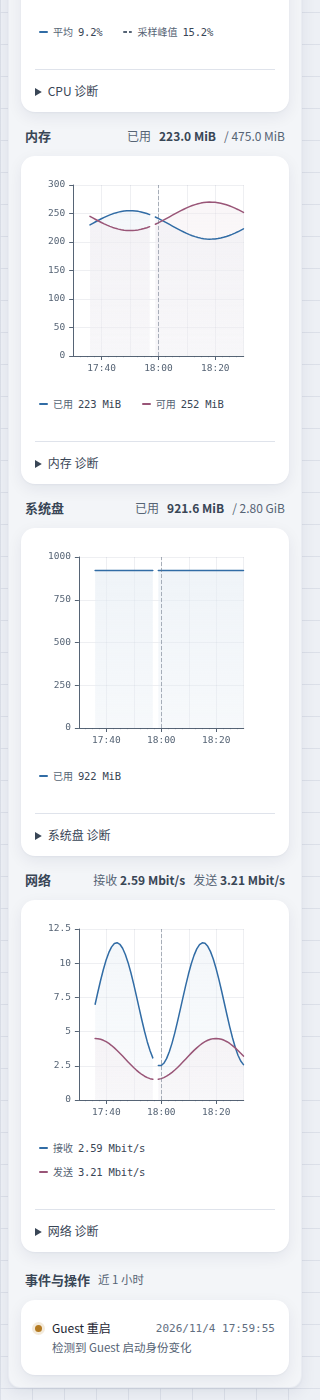 平均 9.2% 采样峰值 15.2%
CPU 诊断
内存 已用 223.0 MiB / 475.0 MiB
300
250
200
150
100
50
0
17:40 18:00 18:20
已用 223 MiB 可用 252 MiB
内存 诊断
系统盘 已用 921.6 MiB / 2.80 GiB
1000
750
500
250
0
17:40 18:00 18:20
已用 922 MiB
系统盘 诊断
网络 接收 2.59 Mbit/s 发送 3.21 Mbit/s
12.5
10
7.5
5
2.5
0
17:40 18:00 18:20
接收 2.59 Mbit/s
发送 3.21 Mbit/s
网络 诊断
事件与操作 近 1 小时
Guest 重启 2026/11/4 17:59:55
检测到 Guest 启动身份变化